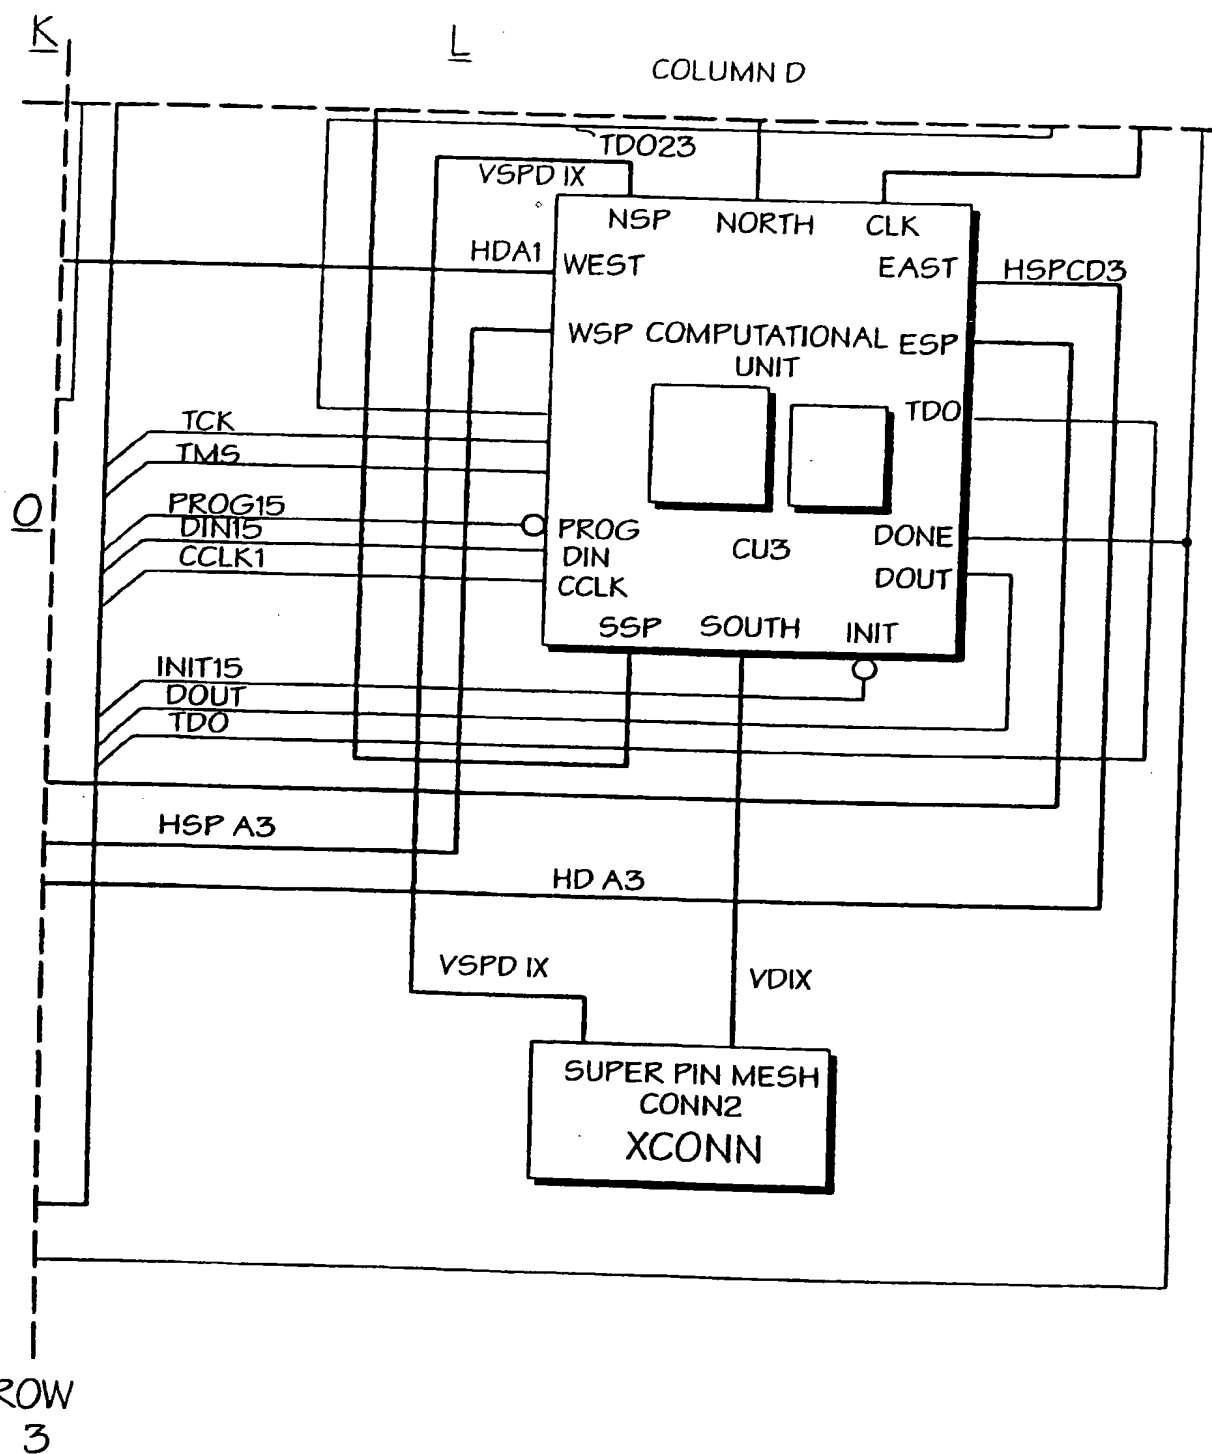 K
L
COLUMN D
TDO23
VSPD IX
NSP
NORTH
CLK
HDA1
WEST
EAST
HSPCD3
WSP
COMPUTATIONAL
UNIT
ESP
TDO
TCK
TMS
O
PROG15
DIN15
CCLK1
PROG
DIN
CCLK
CU3
DONE
DOUT
SSP
SOUTH
INIT
INIT15
DOUT
TDO
HSP A3
HD A3
VSPD IX
VDIX
SUPER PIN MESH
CONN2
XCONN
ROW
3